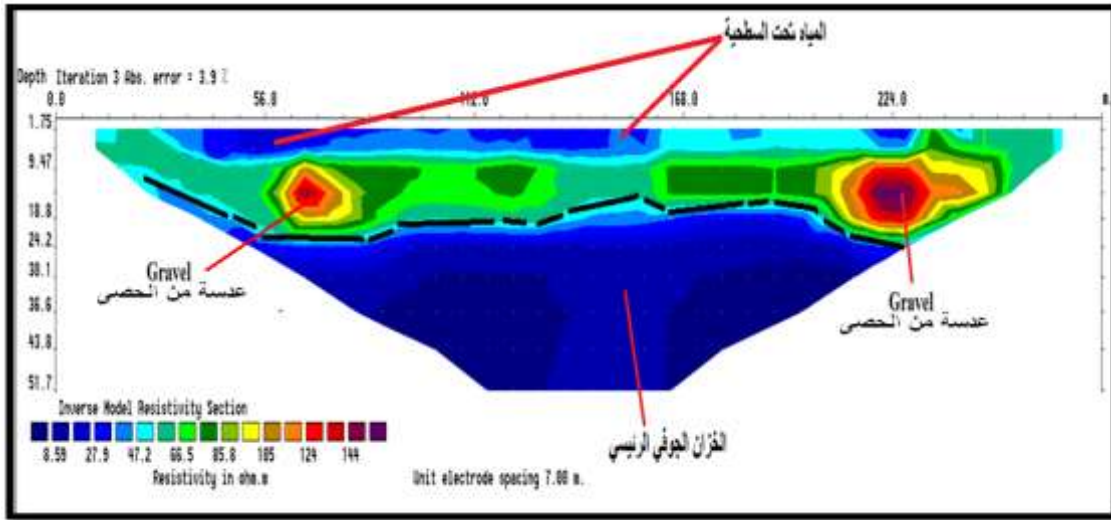 المياه تحت السطحية
Depth Iteration 3 Abs. error = 3.9 %
0.0 56.0 112.0 168.0 224.0 m.
1.75
9.47
18.8
24.2
30.1
36.6
43.8
51.7
Gravel
عدسة من الحصى
Gravel
عدسة من الحصى
الخزان الجوفي الرئيسي
Inverse Model Resistivity Section
8.59 27.9 47.2 66.5 85.8 105 124 144
Resistivity in ohm.m
Unit electrode spacing 7.00 m.